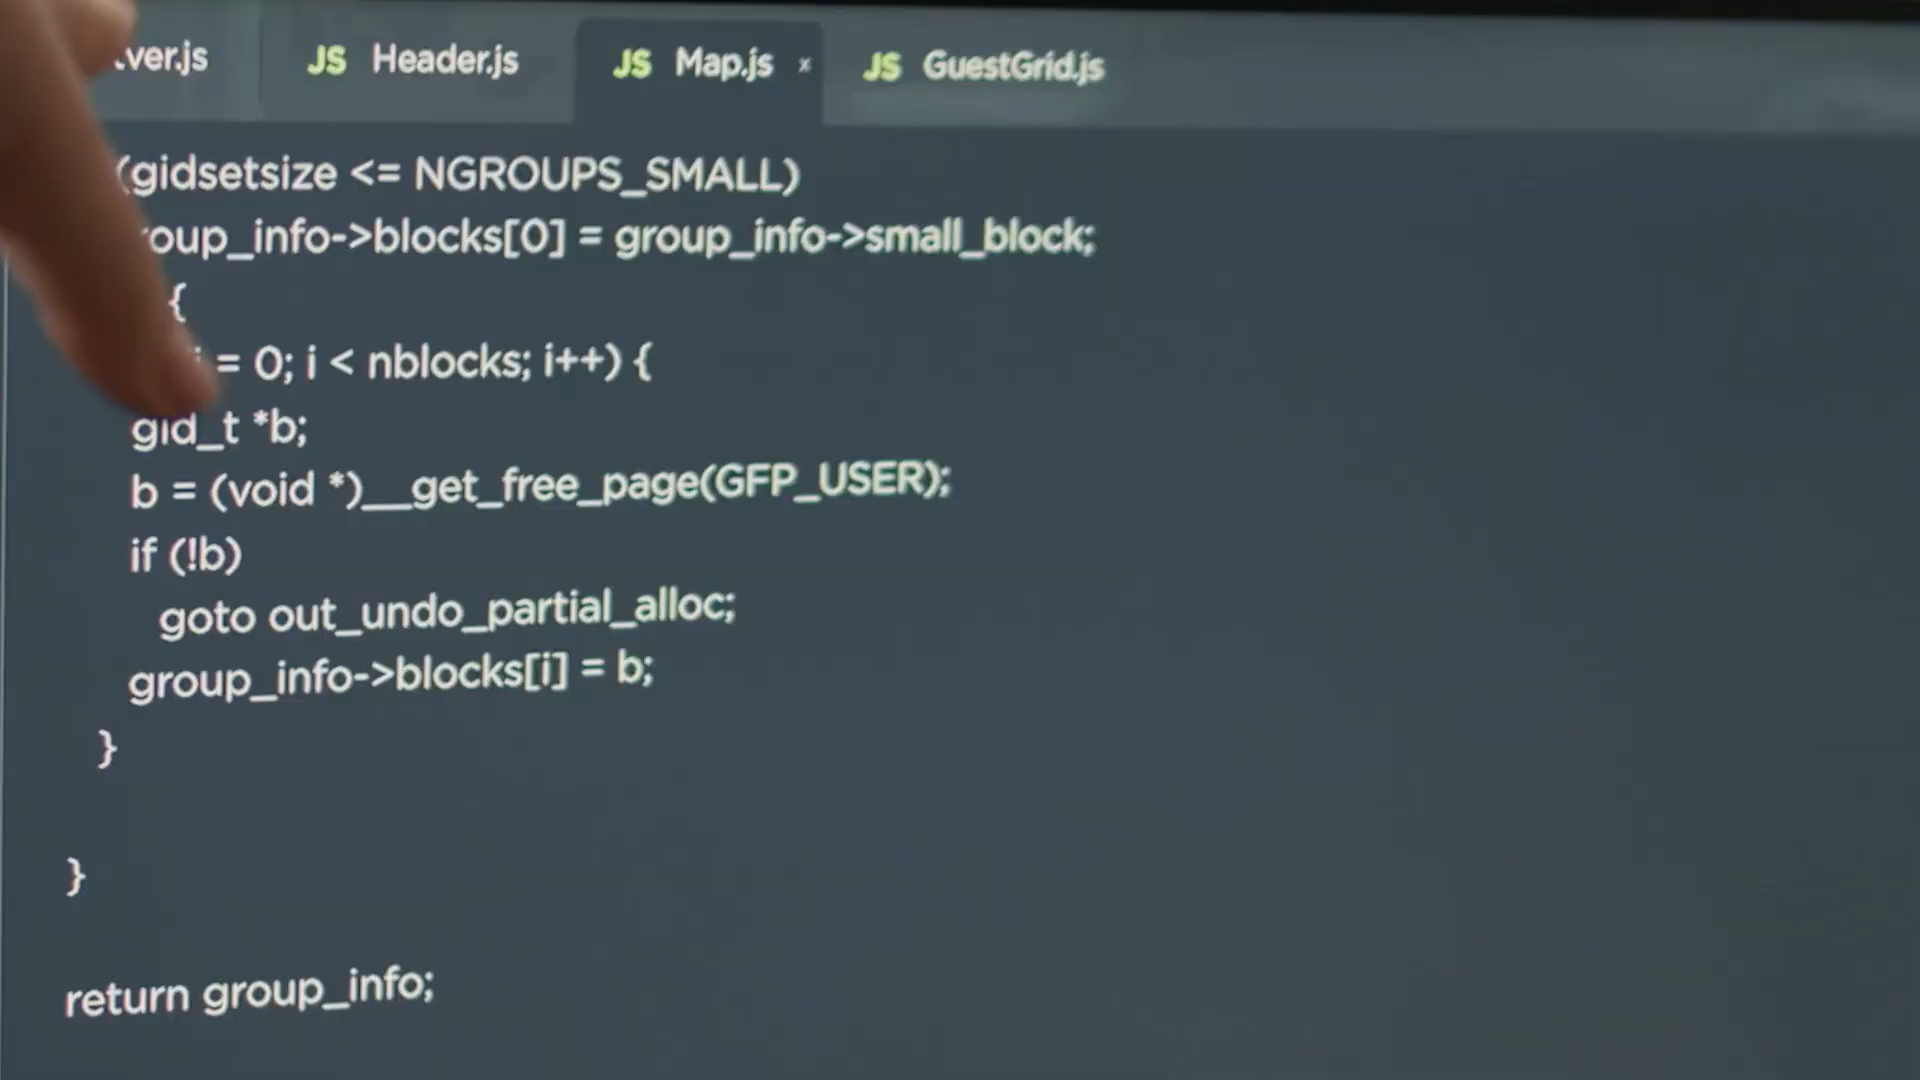 .ver.js JS Header.js JS Map.js x JS GuestGrid.js
(gidsetsize <= NGROUPS_SMALL)
oup_info->blocks[0] = group_info->small_block;
{
i = 0; i < nblocks; i++) {
gid_t *b;
b = (void *)__get_free_page(GFP_USER);
if (!b)
goto out_undo_partial_alloc;
group_info->blocks[i] = b;
}
}
return group_info;